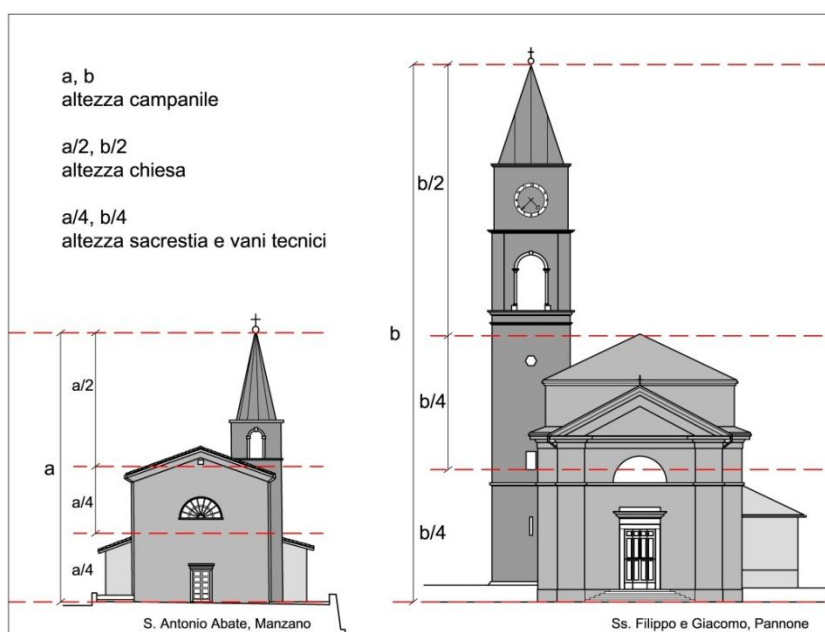 a, b
altezza campanile
a/2, b/2
altezza chiesa
a/4, b/4
altezza sacrestia e vani tecnici
a
a/2
a/4
a/4
b
b/2
b/4
b/4
S. Antonio Abate, Manzano
Ss. Filippo e Giacomo, Pannone